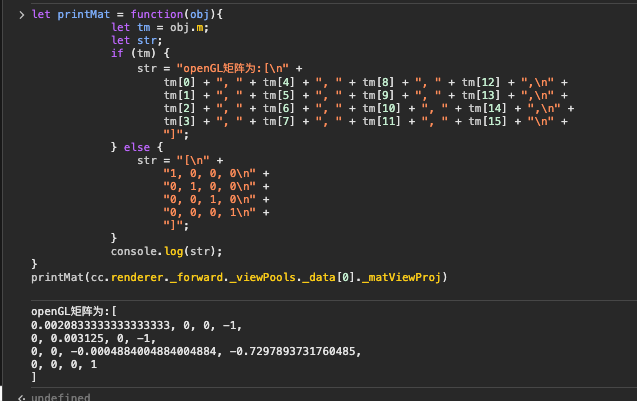 let printMat = function(obj){
let tm = obj.m;
let str;
if (tm) {
str = "openGL矩阵为:[\n" +
tm[0] + ", " + tm[4] + ", " + tm[8] + ", " + tm[12] + ",\n" +
tm[1] + ", " + tm[5] + ", " + tm[9] + ", " + tm[13] + ",\n" +
tm[2] + ", " + tm[6] + ", " + tm[10] + ", " + tm[14] + ",\n" +
tm[3] + ", " + tm[7] + ", " + tm[11] + ", " + tm[15] + "\n" +
"]";
} else {
str = "[\n" +
"1, 0, 0, 0\n" +
"0, 1, 0, 0\n" +
"0, 0, 1, 0\n" +
"0, 0, 0, 1\n" +
"]";
}
console.log(str);
}
printMat(cc.renderer._forward._viewPools._data[0]._matViewProj)
openGL矩阵为:[
0.0020833333333333333, 0, 0, -1,
0, 0.003125, 0, -1,
0, 0, -0.0004884004884004884, -0.7297893731760485,
0, 0, 0, 1
]
undefined